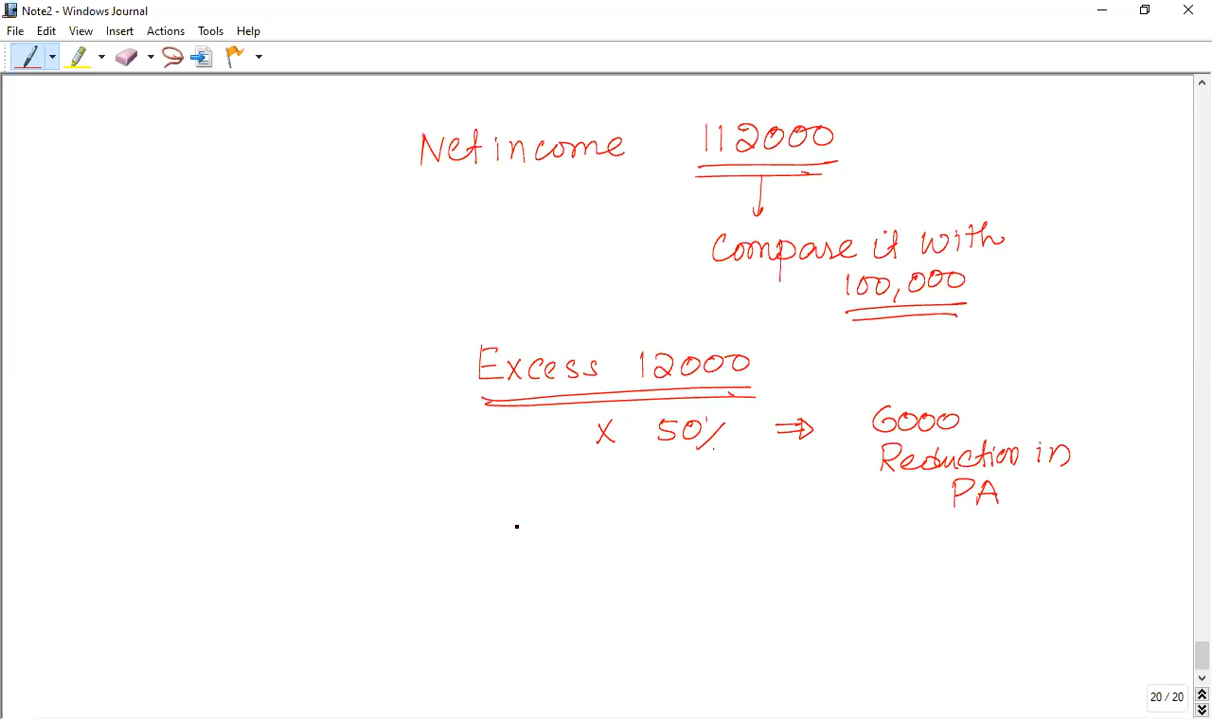 Note2 - Windows Journal
File Edit View Insert Actions Tools Help
Net income 112000
Compare it with
100,000
Excess 12000
x 50% ⇒ 6000
Reduction in
PA
20 / 20